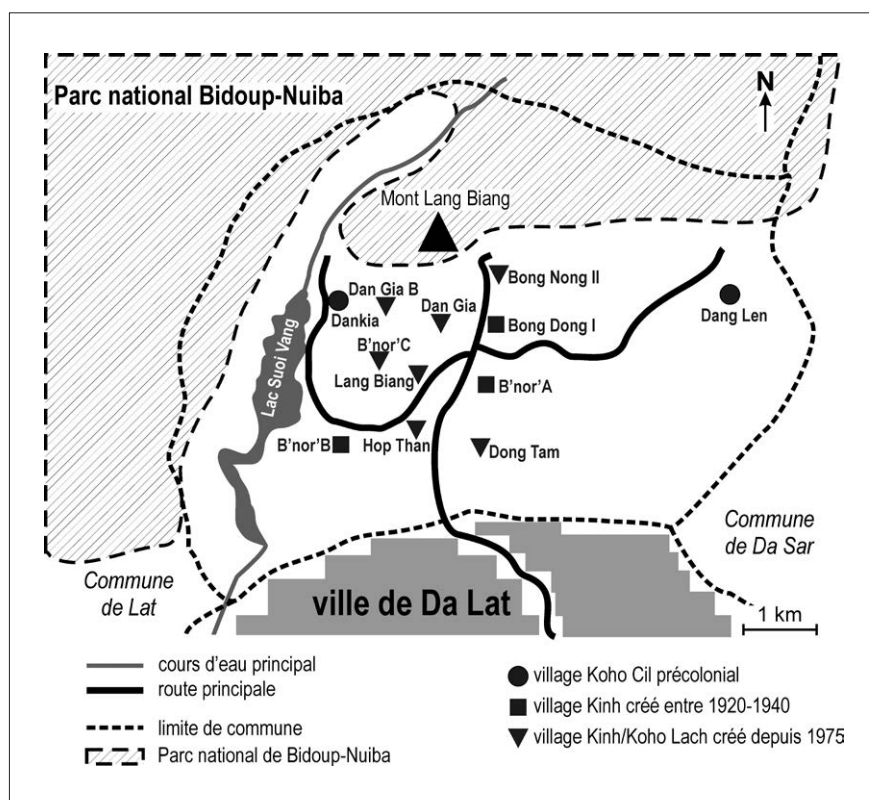 Parc national Bidoup-Nuiba
N
Mont Lang Biang
Bong Nong II
Dan Gia B
Dan Gia
Dankia
Dang Len
Bong Dong I
B'nor'C
Lac Suoi Vang
Lang Biang
B'nor'A
B'nor'B
Hop Than
Dong Tam
Commune
de Da Sar
Commune
de Lat
ville de Da Lat
1 km
cours d'eau principal
route principale
limite de commune
Parc national de Bidoup-Nuiba
village Koho Cil précolonial
village Kinh créé entre 1920-1940
village Kinh/Koho Lach créé depuis 1975